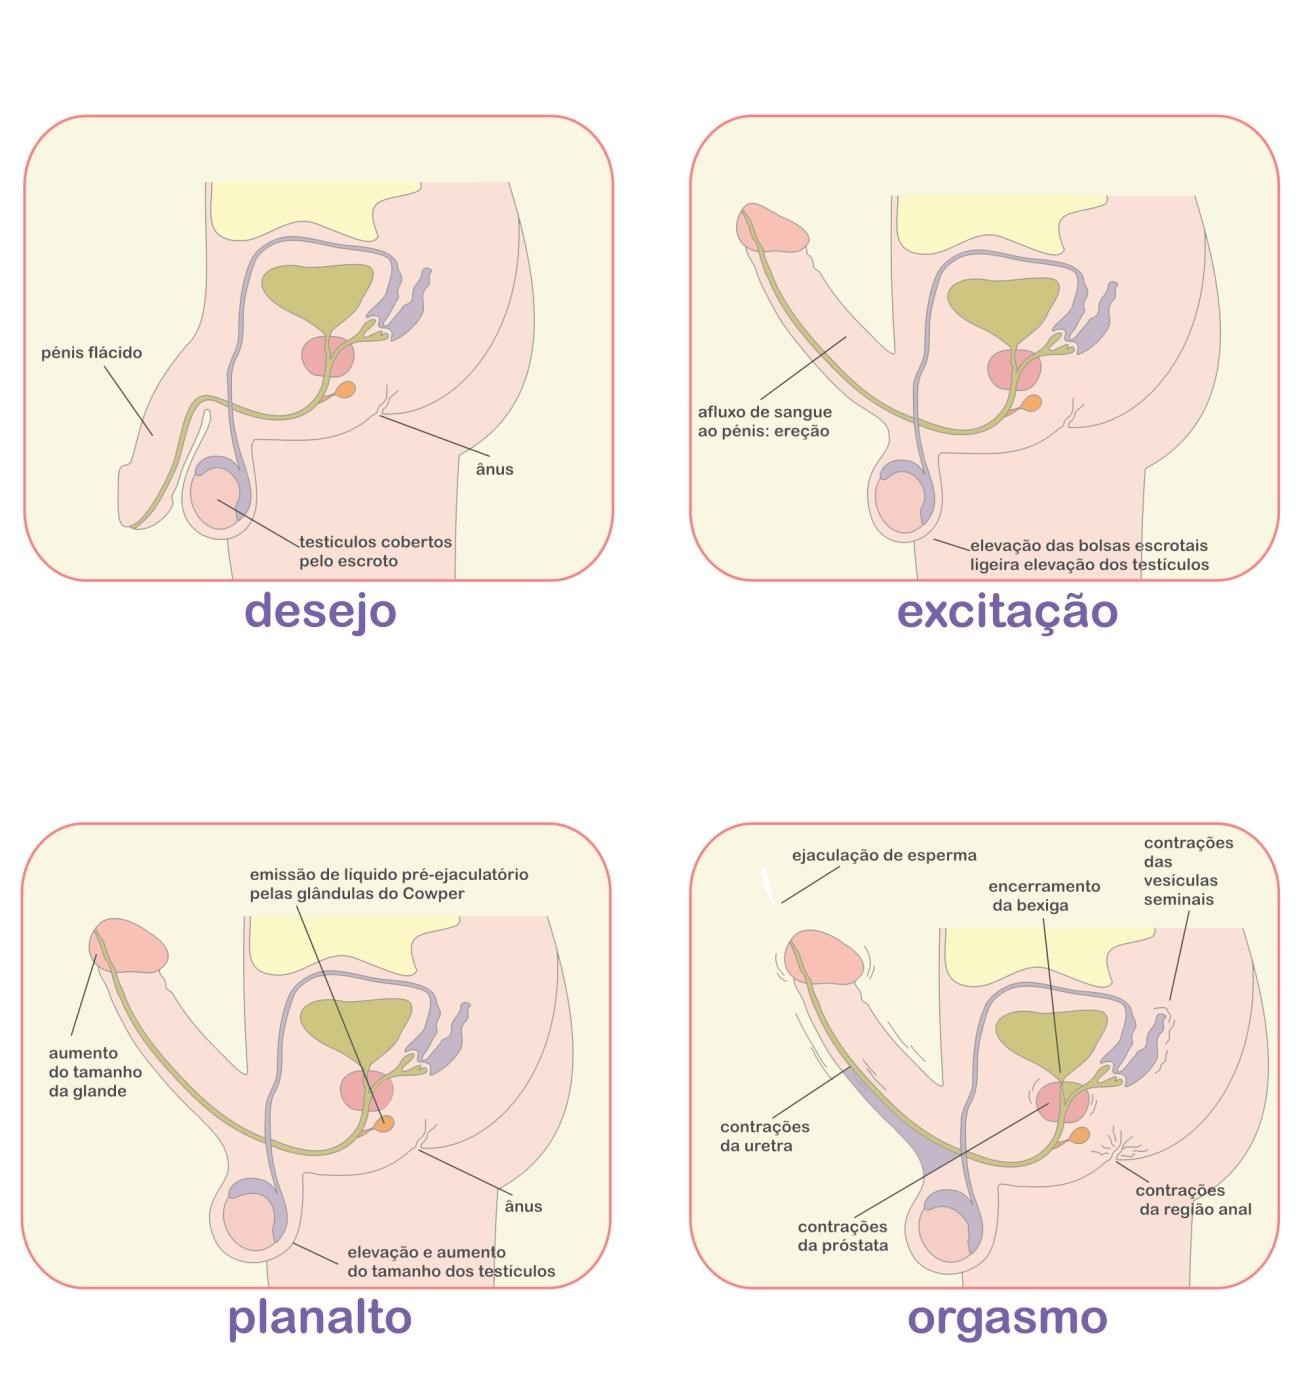 pénis flácido
ânus
testículos cobertos
pelo escroto
desejo
afluxo de sangue
ao pénis: ereção
elevação das bolsas escrotais
ligeira elevação dos testículos
excitação
emissão de líquido pré-ejaculatório
pelas glândulas do Cowper
aumento
do tamanho
da glande
ânus
elevação e aumento
do tamanho dos testículos
planalto
ejaculação de esperma
contrações
das
vesículas
seminais
encerramento
da bexiga
contrações
da uretra
contrações
da região anal
contrações
da próstata
orgasmo